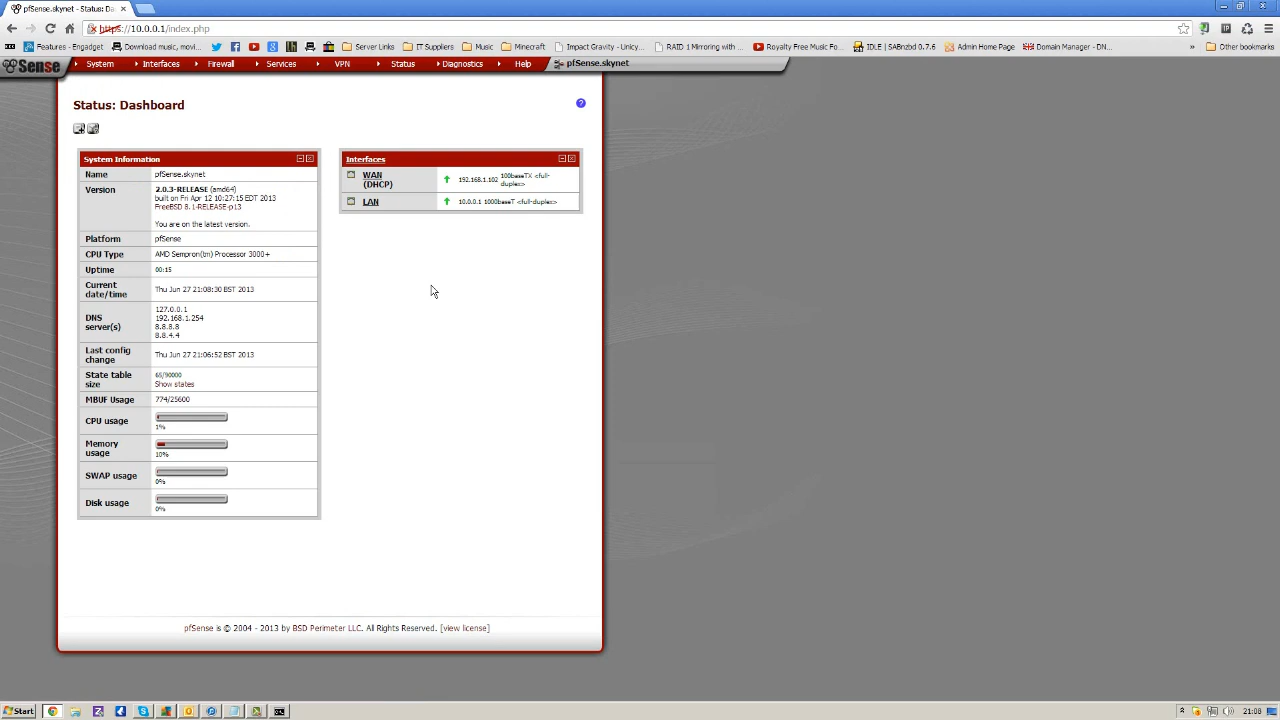 pfSense.skynet - Status: Da
https://10.0.0.1/index.php
Features - Engadget
Download music, movi...
Server Links
IT Suppliers
Music
Minecraft
Impact Gravity - Unicy...
RAID 1 Mirroring with ...
Royalty Free Music Fo...
IDLE | SABnzbd 0.7.6
Admin Home Page
Domain Manager - DN...
»
Other bookmarks
Sense
System
Interfaces
Firewall
Services
VPN
Status
Diagnostics
Help
pfSense.skynet
Status: Dashboard
?
System Information
Name
pfSense.skynet
Version
2.0.3-RELEASE (amd64)
built on Fri Apr 12 10:27:15 EDT 2013
FreeBSD 8.1-RELEASE-p13
You are on the latest version.
Platform
pfSense
CPU Type
AMD Sempron(tm) Processor 3000+
Uptime
00:15
Current
date/time
Thu Jun 27 21:08:30 BST 2013
DNS
server(s)
127.0.0.1
192.168.1.254
8.8.8.8
8.8.4.4
Last config
change
Thu Jun 27 21:06:52 BST 2013
State table
size
65/90000
Show states
MBUF Usage
774/25600
CPU usage
1%
Memory
usage
10%
SWAP usage
0%
Disk usage
0%
Interfaces
WAN
(DHCP)
192.168.1.102
100baseTX <full-
duplex>
LAN
10.0.0.1 1000baseT <full-duplex>
pfSense is © 2004 - 2013 by BSD Perimeter LLC. All Rights Reserved. [view license]
Start
21:08